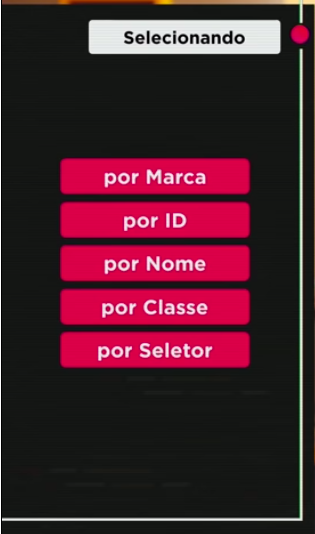 Selecionando
por Marca
por ID
por Nome
por Classe
por Seletor